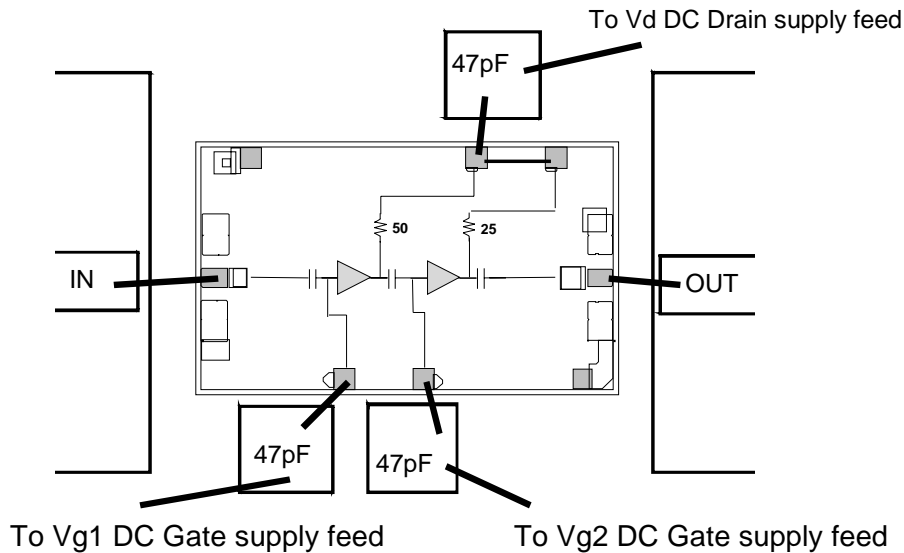 To Vd DC Drain supply feed
47pF
50
25
IN
OUT
47pF
47pF
To Vg1 DC Gate supply feed
To Vg2 DC Gate supply feed